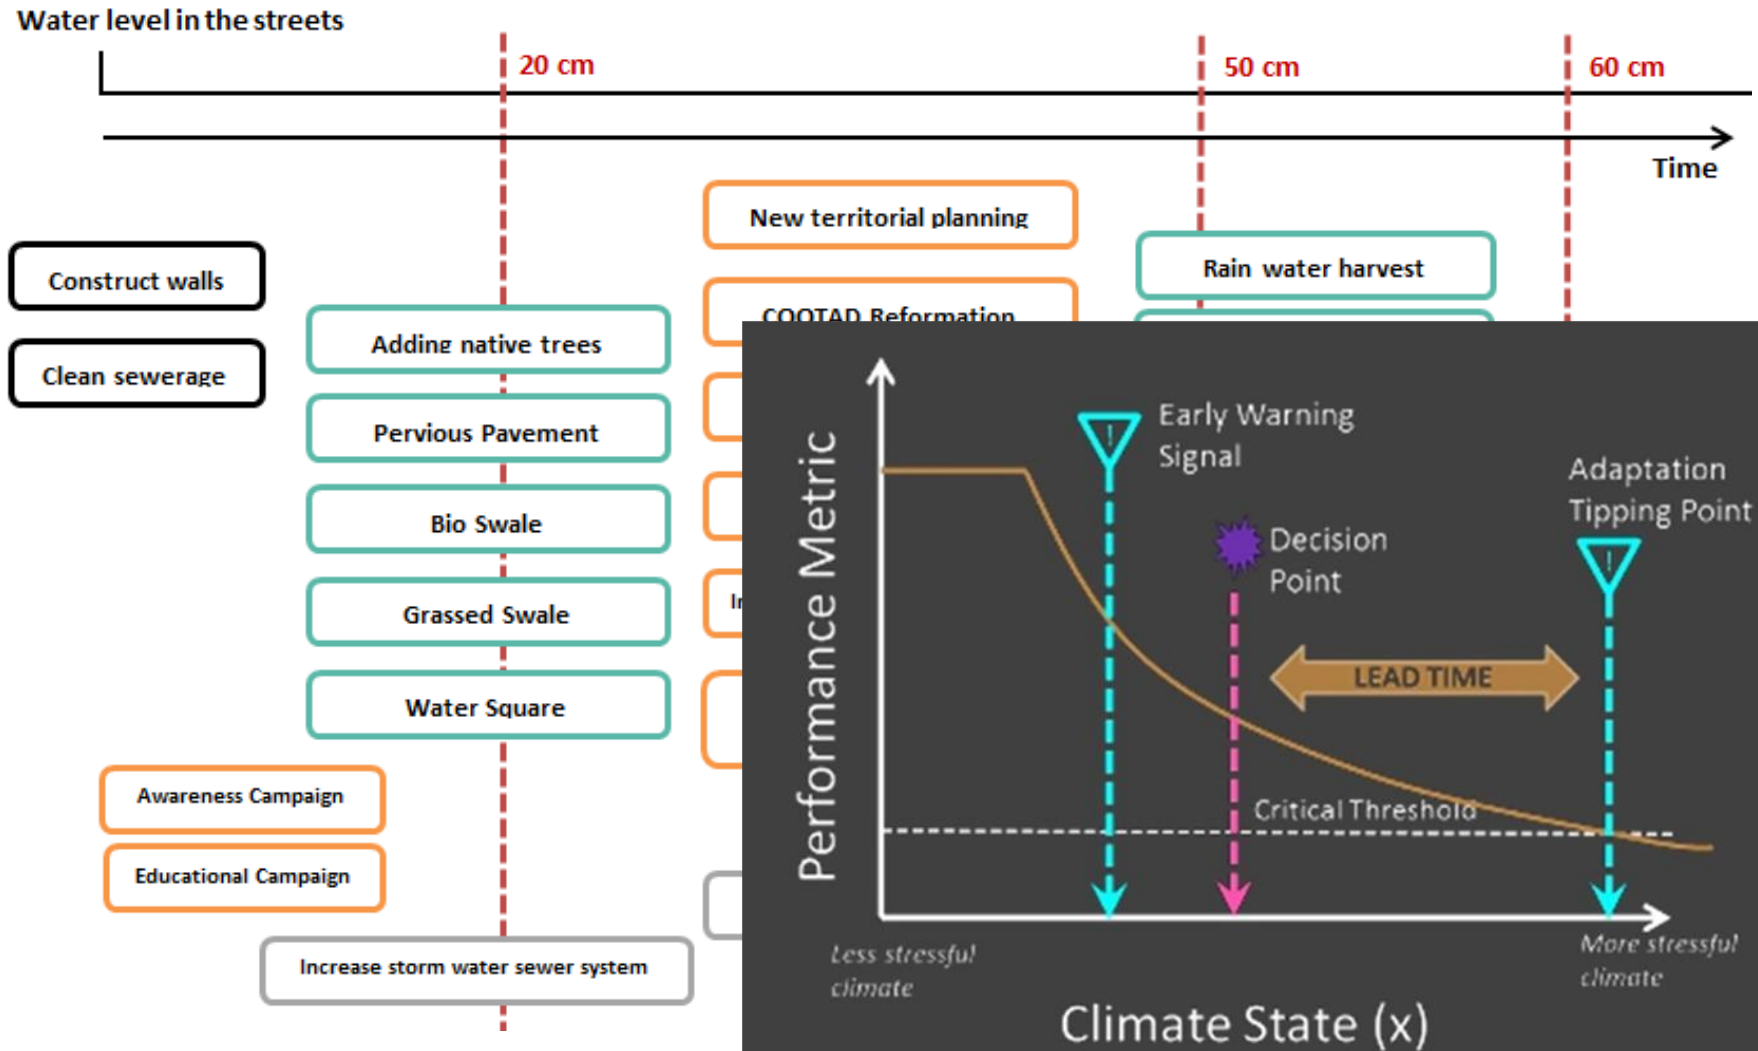 Water level in the streets
20 cm
50 cm
60 cm
Time
New territorial planning
Construct walls
Rain water harvest
COOTAD Reformation
Adding native trees
Clean sewerage
Pervious Pavement
Bio Swale
Grassed Swale
Water Square
Awareness Campaign
Educational Campaign
Increase storm water sewer system
Early Warning
Signal
Adaptation
Tipping Point
Decision
Point
LEAD TIME
Critical Threshold
Performance Metric
Less stressful
climate
More stressful
climate
Climate State (x)